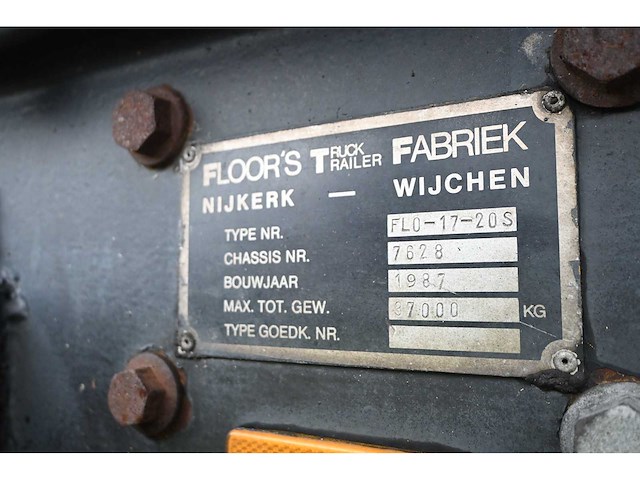 FLOOR'S TRUCK TRAILER FABRIEK
NIJKERK — WIJCHEN
TYPE NR. FLO-17-20S
CHASSIS NR. 7628
BOUWJAAR 1987
MAX. TOT. GEW. 37000 KG
TYPE GOEDK. NR.